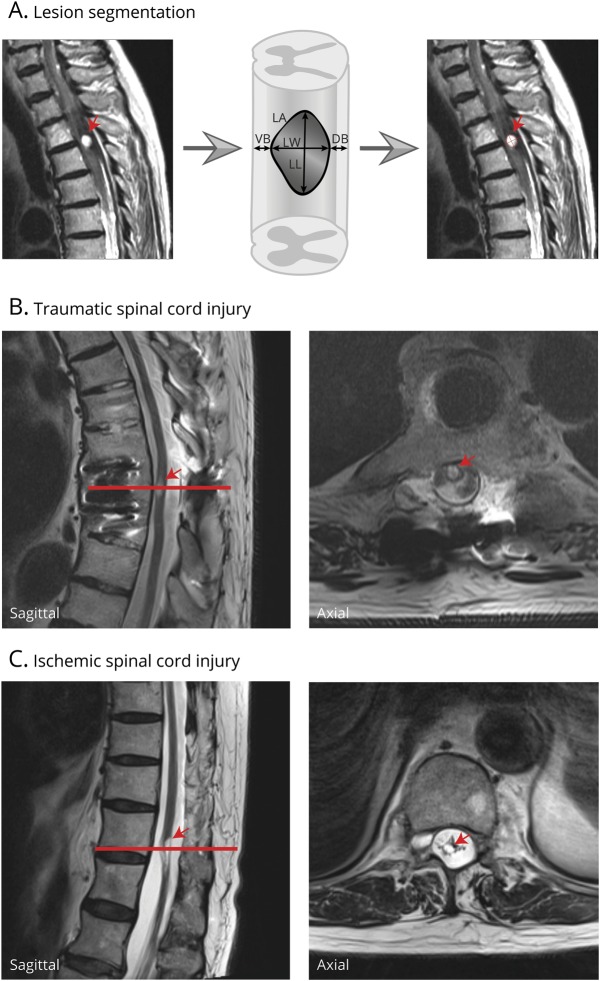 A. Lesion segmentation
LA
VB
LW
DB
LL
B. Traumatic spinal cord injury
Sagittal
Axial
C. Ischemic spinal cord injury
Sagittal
Axial